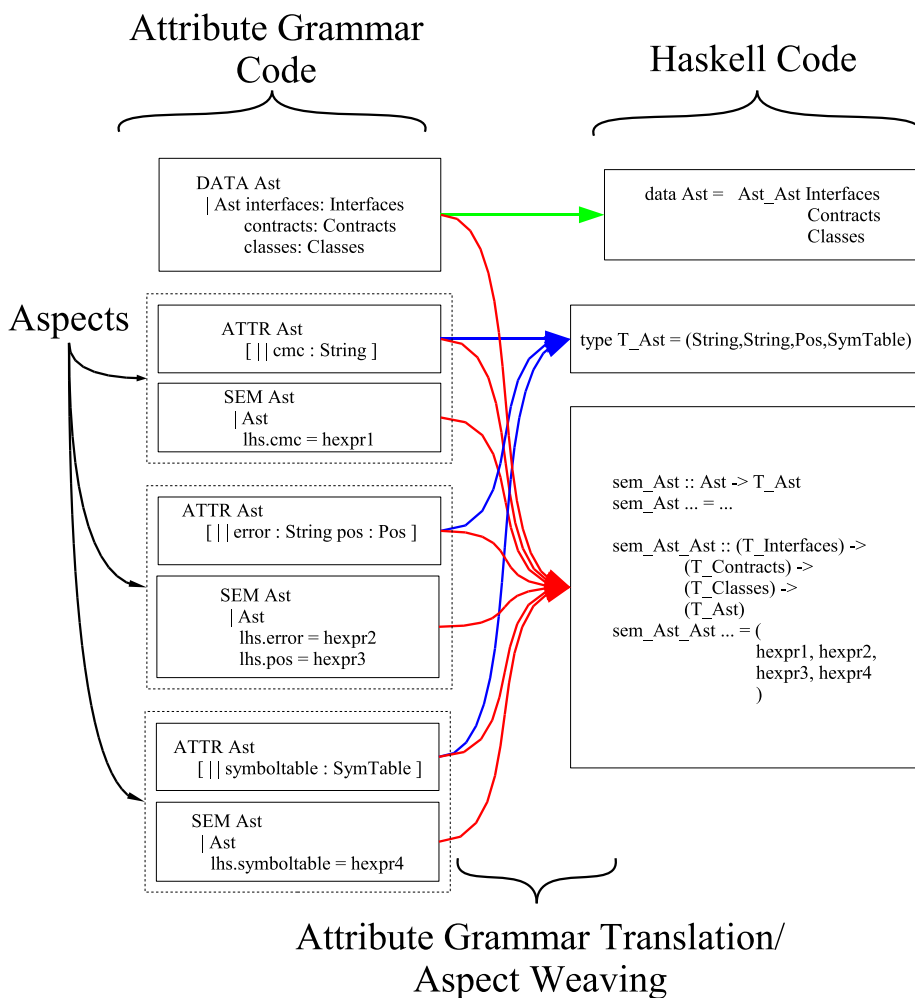 Attribute Grammar
Code
Haskell Code
DATA Ast
| Ast interfaces: Interfaces
contracts: Contracts
classes: Classes
data Ast = Ast_Ast Interfaces
Contracts
Classes
Aspects
ATTR Ast
[ | | cmc : String ]
SEM Ast
| Ast
lhs.cmc = hexpr1
type T_Ast = (String,String,Pos,SymTable)
ATTR Ast
[ | | error : String pos : Pos ]
SEM Ast
| Ast
lhs.error = hexpr2
lhs.pos = hexpr3
sem_Ast :: Ast -> T_Ast
sem_Ast ... = ...
sem_Ast_Ast :: (T_Interfaces) ->
(T_Contracts) ->
(T_Classes) ->
(T_Ast)
sem_Ast_Ast ... = (
hexpr1, hexpr2,
hexpr3, hexpr4
)
ATTR Ast
[ | | symboltable : SymTable ]
SEM Ast
| Ast
lhs.symboltable = hexpr4
Attribute Grammar Translation/
Aspect Weaving